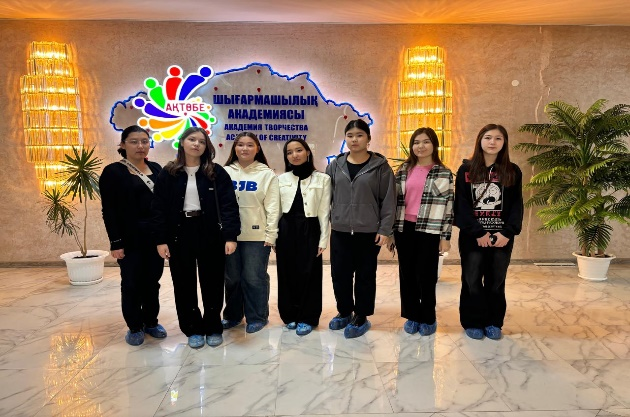 АҚТӨБЕ
ШЫҒАРМАШЫЛЫҚ
АКАДЕМИЯСЫ
АКАДЕМИЯ ТВОРЧЕСТВА
ACADEMY OF CREATIVITY
BJB